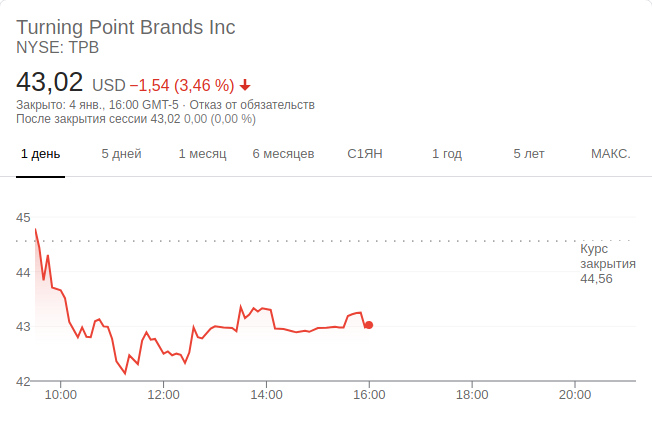 Turning Point Brands Inc
NYSE: TPB
43,02 USD −1,54 (3,46 %)
Закрыто: 4 янв., 16:00 GMT-5 · Отказ от обязательств
После закрытия сессии 43,02 0,00 (0,00 %)
1 день 5 дней 1 месяц 6 месяцев С1ЯН 1 год 5 лет МАКС.
45
Курс
закрытия
44,56
44
43
42
10:00 12:00 14:00 16:00 18:00 20:00